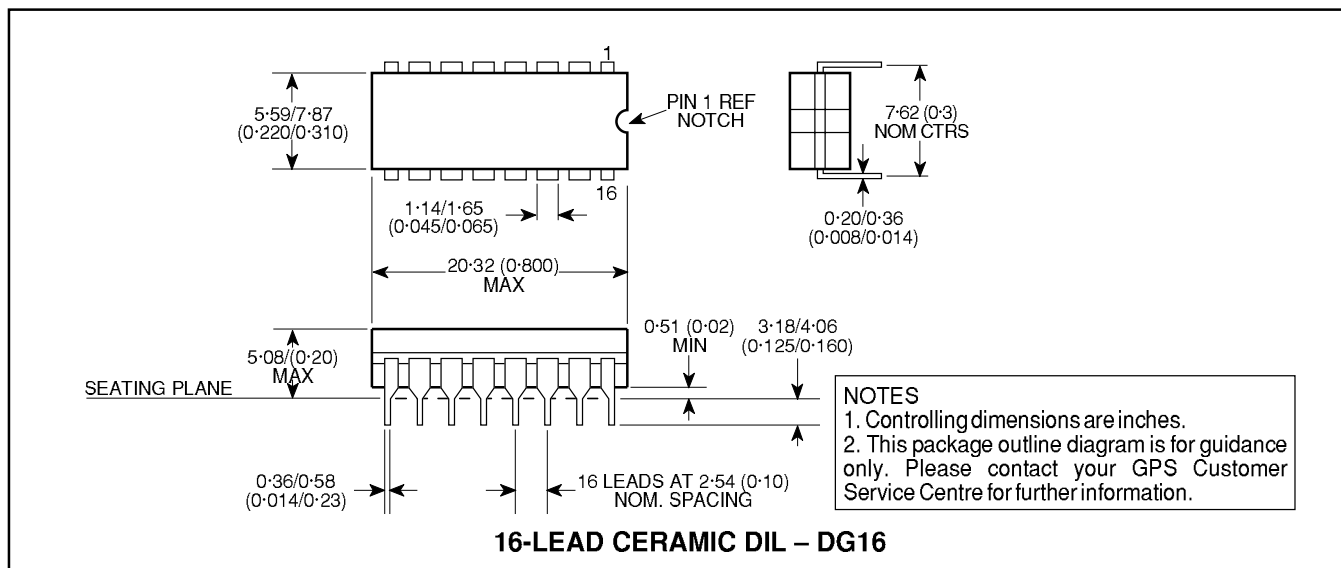 1
5·59/7·87
(0·220/0·310)
PIN 1 REF
NOTCH
7·62 (0·3)
NOM CTRS
16
1·14/1·65
(0·045/0·065)
0·20/0·36
(0·008/0·014)
20·32 (0·800)
MAX
0·51 (0·02)
MIN
3·18/4·06
(0·125/0·160)
5·08/(0·20)
MAX
SEATING PLANE
NOTES
1. Controlling dimensions are inches.
2. This package outline diagram is for guidance
only. Please contact your GPS Customer
Service Centre for further information.
0·36/0·58
(0·014/0·23)
16 LEADS AT 2·54 (0·10)
NOM. SPACING
16-LEAD CERAMIC DIL – DG16